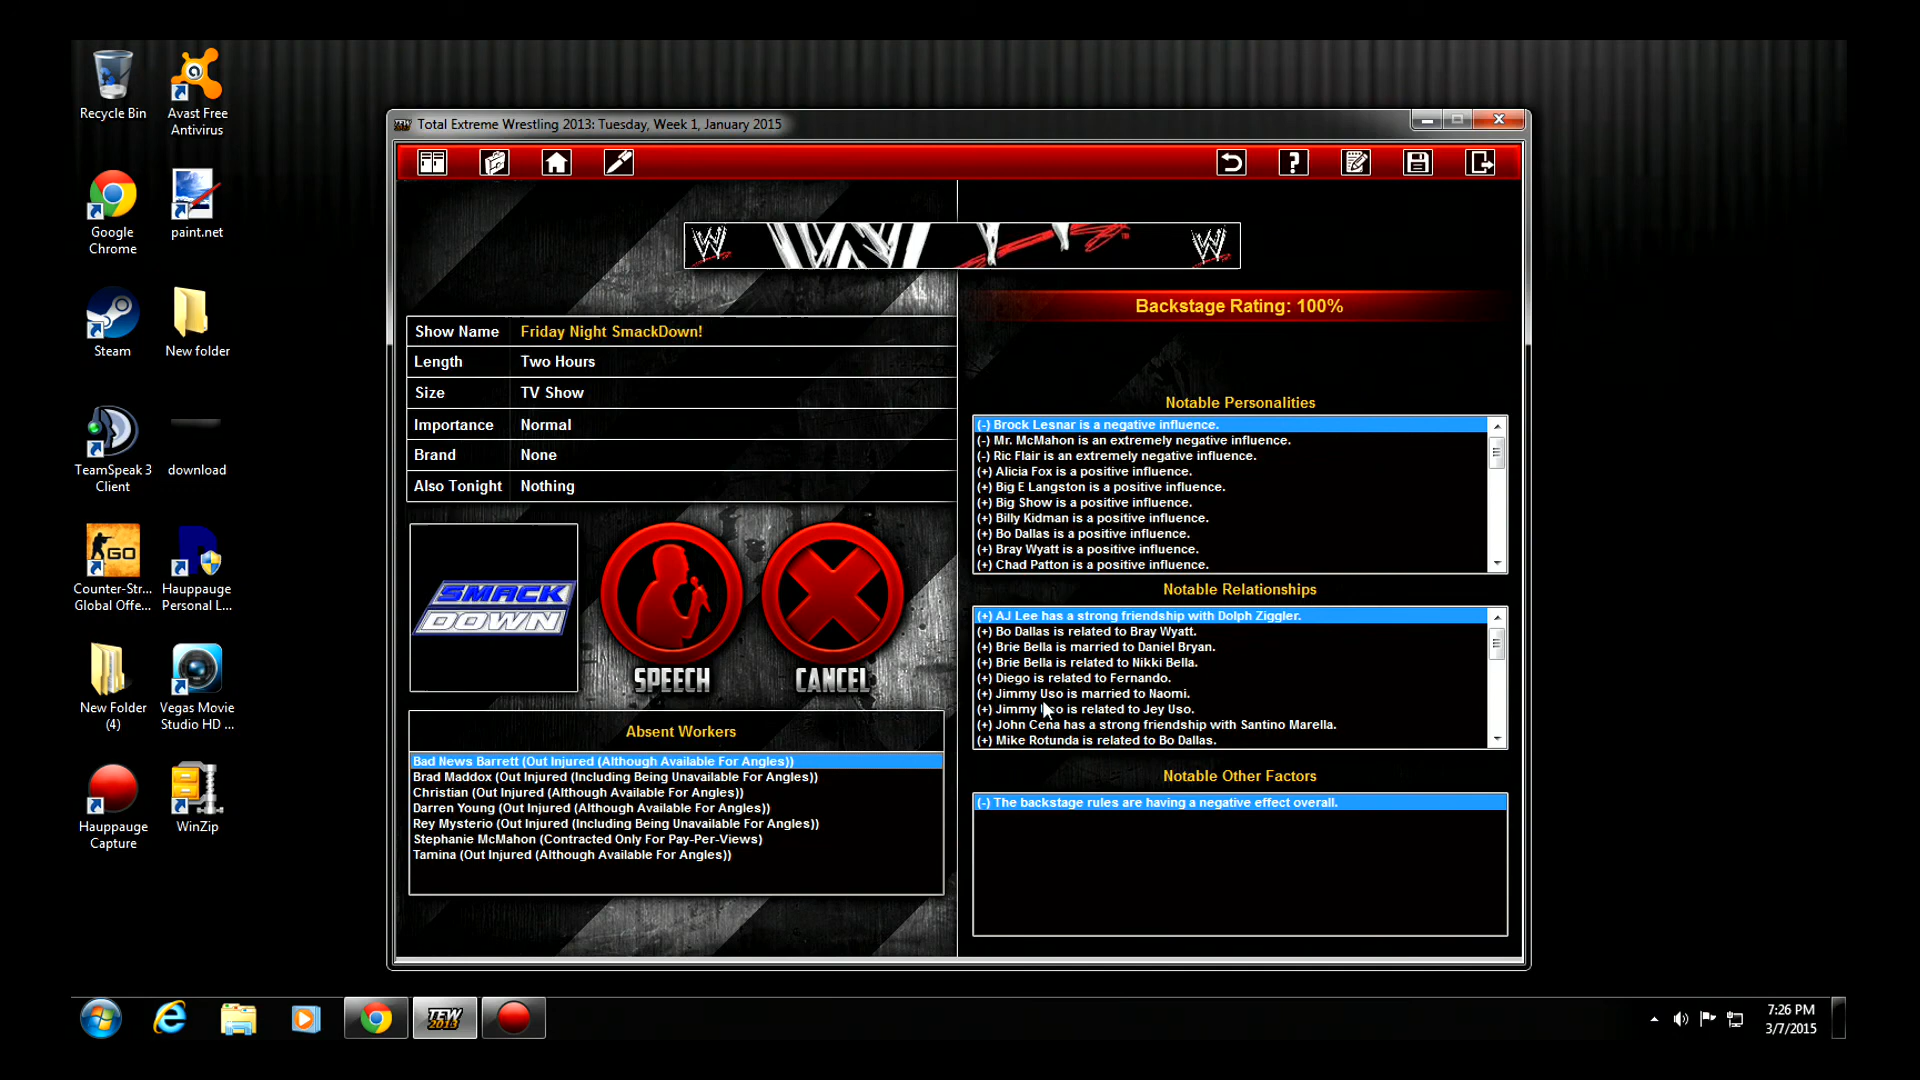 Recycle Bin
Avast Free
Antivirus
Google
Chrome
paint.net
Steam
New folder
TeamSpeak 3
Client
download
GO
Counter-Str...
Global Offe...
Hauppauge
Personal L...
New Folder
(4)
Vegas Movie
Studio HD ...
Hauppauge
Capture
WinZip
Total Extreme Wrestling 2013: Tuesday, Week 1, January 2015
?
Show Name Friday Night SmackDown!
Length Two Hours
Size TV Show
Importance Normal
Brand None
Also Tonight Nothing
SMACK
DOWN
SPEECH
CANCEL
Absent Workers
Bad News Barrett (Out Injured (Although Available For Angles))
Brad Maddox (Out Injured (Including Being Unavailable For Angles))
Christian (Out Injured (Although Available For Angles))
Darren Young (Out Injured (Although Available For Angles))
Rey Mysterio (Out Injured (Including Being Unavailable For Angles))
Stephanie McMahon (Contracted Only For Pay-Per-Views)
Tamina (Out Injured (Although Available For Angles))
Backstage Rating: 100%
Notable Personalities
(-) Brock Lesnar is a negative influence.
(-) Mr. McMahon is an extremely negative influence.
(-) Ric Flair is an extremely negative influence.
(+) Alicia Fox is a positive influence.
(+) Big E Langston is a positive influence.
(+) Big Show is a positive influence.
(+) Billy Kidman is a positive influence.
(+) Bo Dallas is a positive influence.
(+) Bray Wyatt is a positive influence.
(+) Chad Patton is a positive influence.
Notable Relationships
(+) AJ Lee has a strong friendship with Dolph Ziggler.
(+) Bo Dallas is related to Bray Wyatt.
(+) Brie Bella is married to Daniel Bryan.
(+) Brie Bella is related to Nikki Bella.
(+) Diego is related to Fernando.
(+) Jimmy Uso is married to Naomi.
(+) Jimmy Uso is related to Jey Uso.
(+) John Cena has a strong friendship with Santino Marella.
(+) Mike Rotunda is related to Bo Dallas.
Notable Other Factors
(-) The backstage rules are having a negative effect overall.
TEW
2013
7:26 PM
3/7/2015